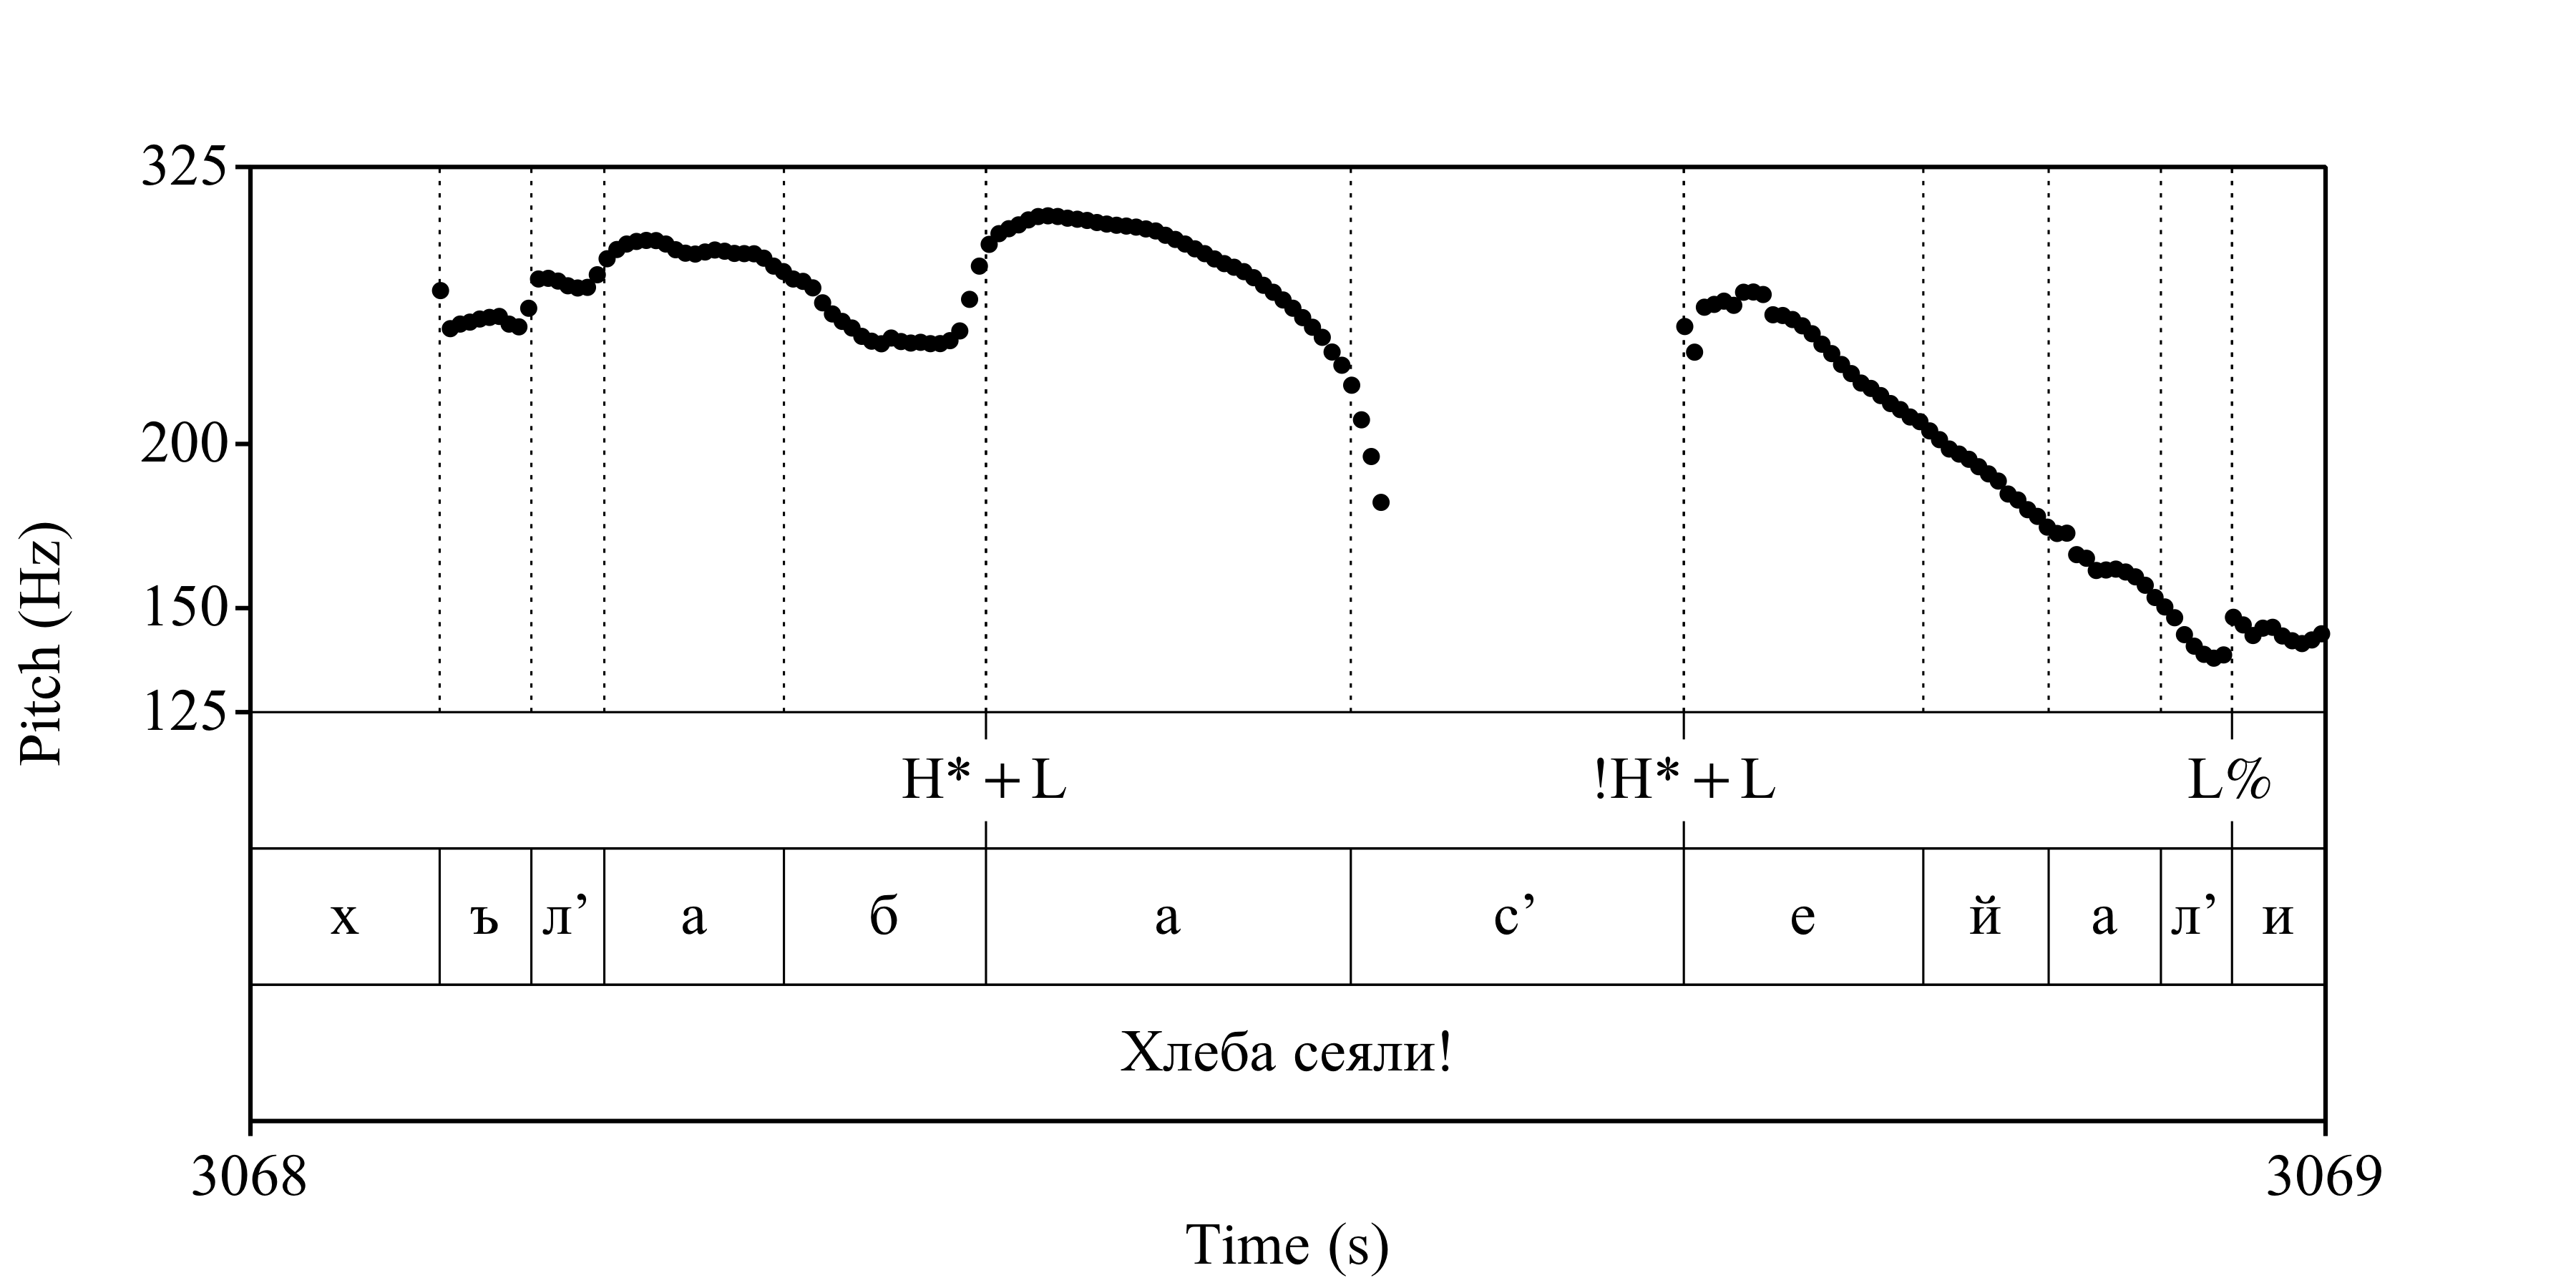 325
200
150
125
Pitch (Hz)
H* + L !H* + L L%
х ъ л’ а б а с’ е й а л’ и
Хлеба сеяли!
3068 3069
Time (s)